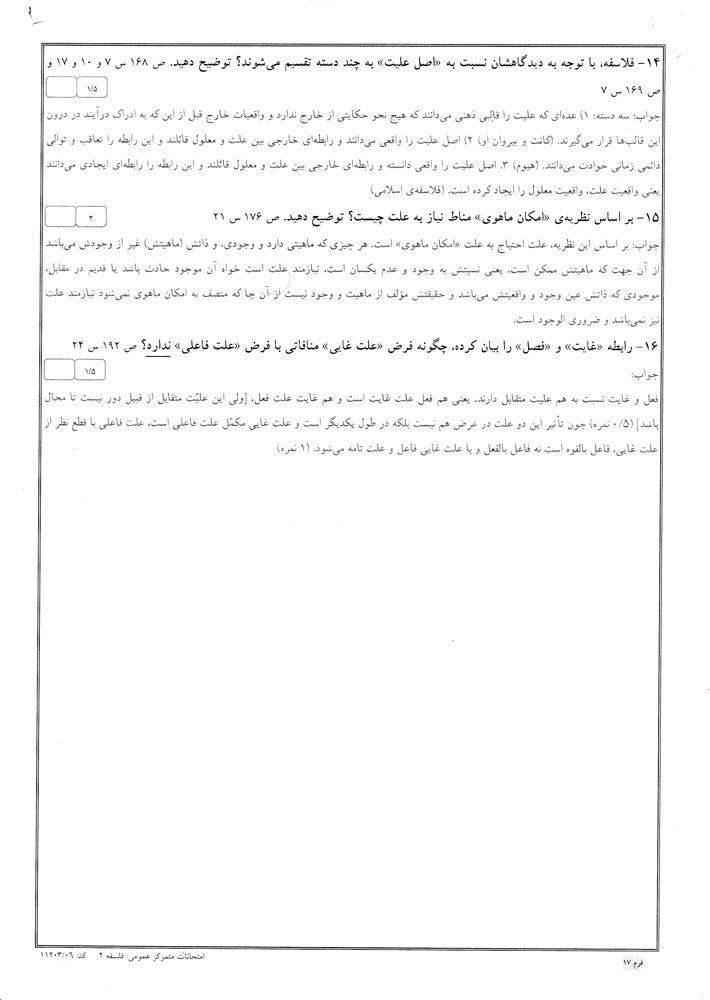 ۱۴- فلاسفه، با توجه به دیدگاهشان نسبت به «اصل علیت» به چند دسته تقسیم می‌شوند؟ توضیح دهید. ص ۱۶۸ س ۷ و ۱۰ و ۱۷ و
ص ۱۶۹ س ۷
۱/۵
جواب: سه دسته: ۱) عده‌ای که علیت را قالبی ذهنی می‌دانند که هیچ نحو حکایتی از خارج ندارد و واقعیات خارج قبل از این که به ادراک درآیند در درون
این قالب‌ها قرار می‌گیرند. (کانت و پیروان او) ۲) اصل علیت را واقعی می‌دانند و رابطه‌ای خارجی بین علت و معلول قائلند و این رابطه را تعاقب و توالی
دائمی زمانی حوادث می‌دانند. (هیوم) ۳. اصل علیت را واقعی دانسته و رابطه‌ای خارجی بین علت و معلول قائلند و این رابطه را رابطه‌ای ایجادی می‌دانند
یعنی واقعیت علت، واقعیت معلول را ایجاد کرده است. (فلاسفه‌ی اسلامی)
۱۵- بر اساس نظریه‌ی «امکان ماهوی» مناط نیاز به علت چیست؟ توضیح دهید. ص ۱۷۶ س ۲۱
۲
جواب: بر اساس این نظریه، علت احتیاج به علت «امکان ماهوی» است. هر چیزی که ماهیتی دارد و وجودی، و ذاتش (ماهیتش) غیر از وجودش می‌باشد
از آن جهت که ماهیتش ممکن است، یعنی نسبتش به وجود و عدم یکسان است، نیازمند علت است خواه آن موجود حادث باشد یا قدیم در مقابل،
موجودی که ذاتش عین وجود و واقعیتش می‌باشد و حقیقتش مؤلف از ماهیت و وجود نیست از آن جا که متصف به امکان ماهوی نمی‌شود نیازمند علت
نیز نمی‌باشد و ضروری الوجود است.
۱۶- رابطه «غایت» و «فصل» را بیان کرده، چگونه فرض «علت غایی» منافاتی با فرض «علت فاعلی» ندارد؟ ص ۱۹۲ س ۲۴
۱/۵
جواب:
فعل و غایت نسبت به هم علیت متقابل دارند، یعنی هم فعل علت غایت است و هم غایت علت فعل، [ولی این علیّت متقابل از قبیل دور نیست تا محال
باشد] (۰/۵ نمره) چون تأثیر این دو علت در عرض هم نیست بلکه در طول یکدیگر است و علت غایی مکمّل علت فاعلی است، علت فاعلی با قطع نظر از
علت غایی، فاعل بالقوه است نه فاعل بالفعل و با علت غایی فاعل و علت تامه می‌شود. (۱ نمره)
فرم ۱۷
امتحانات متمرکز عمومی: فلسفه ۲ کد: ۱۱۲۰۳/۰۶